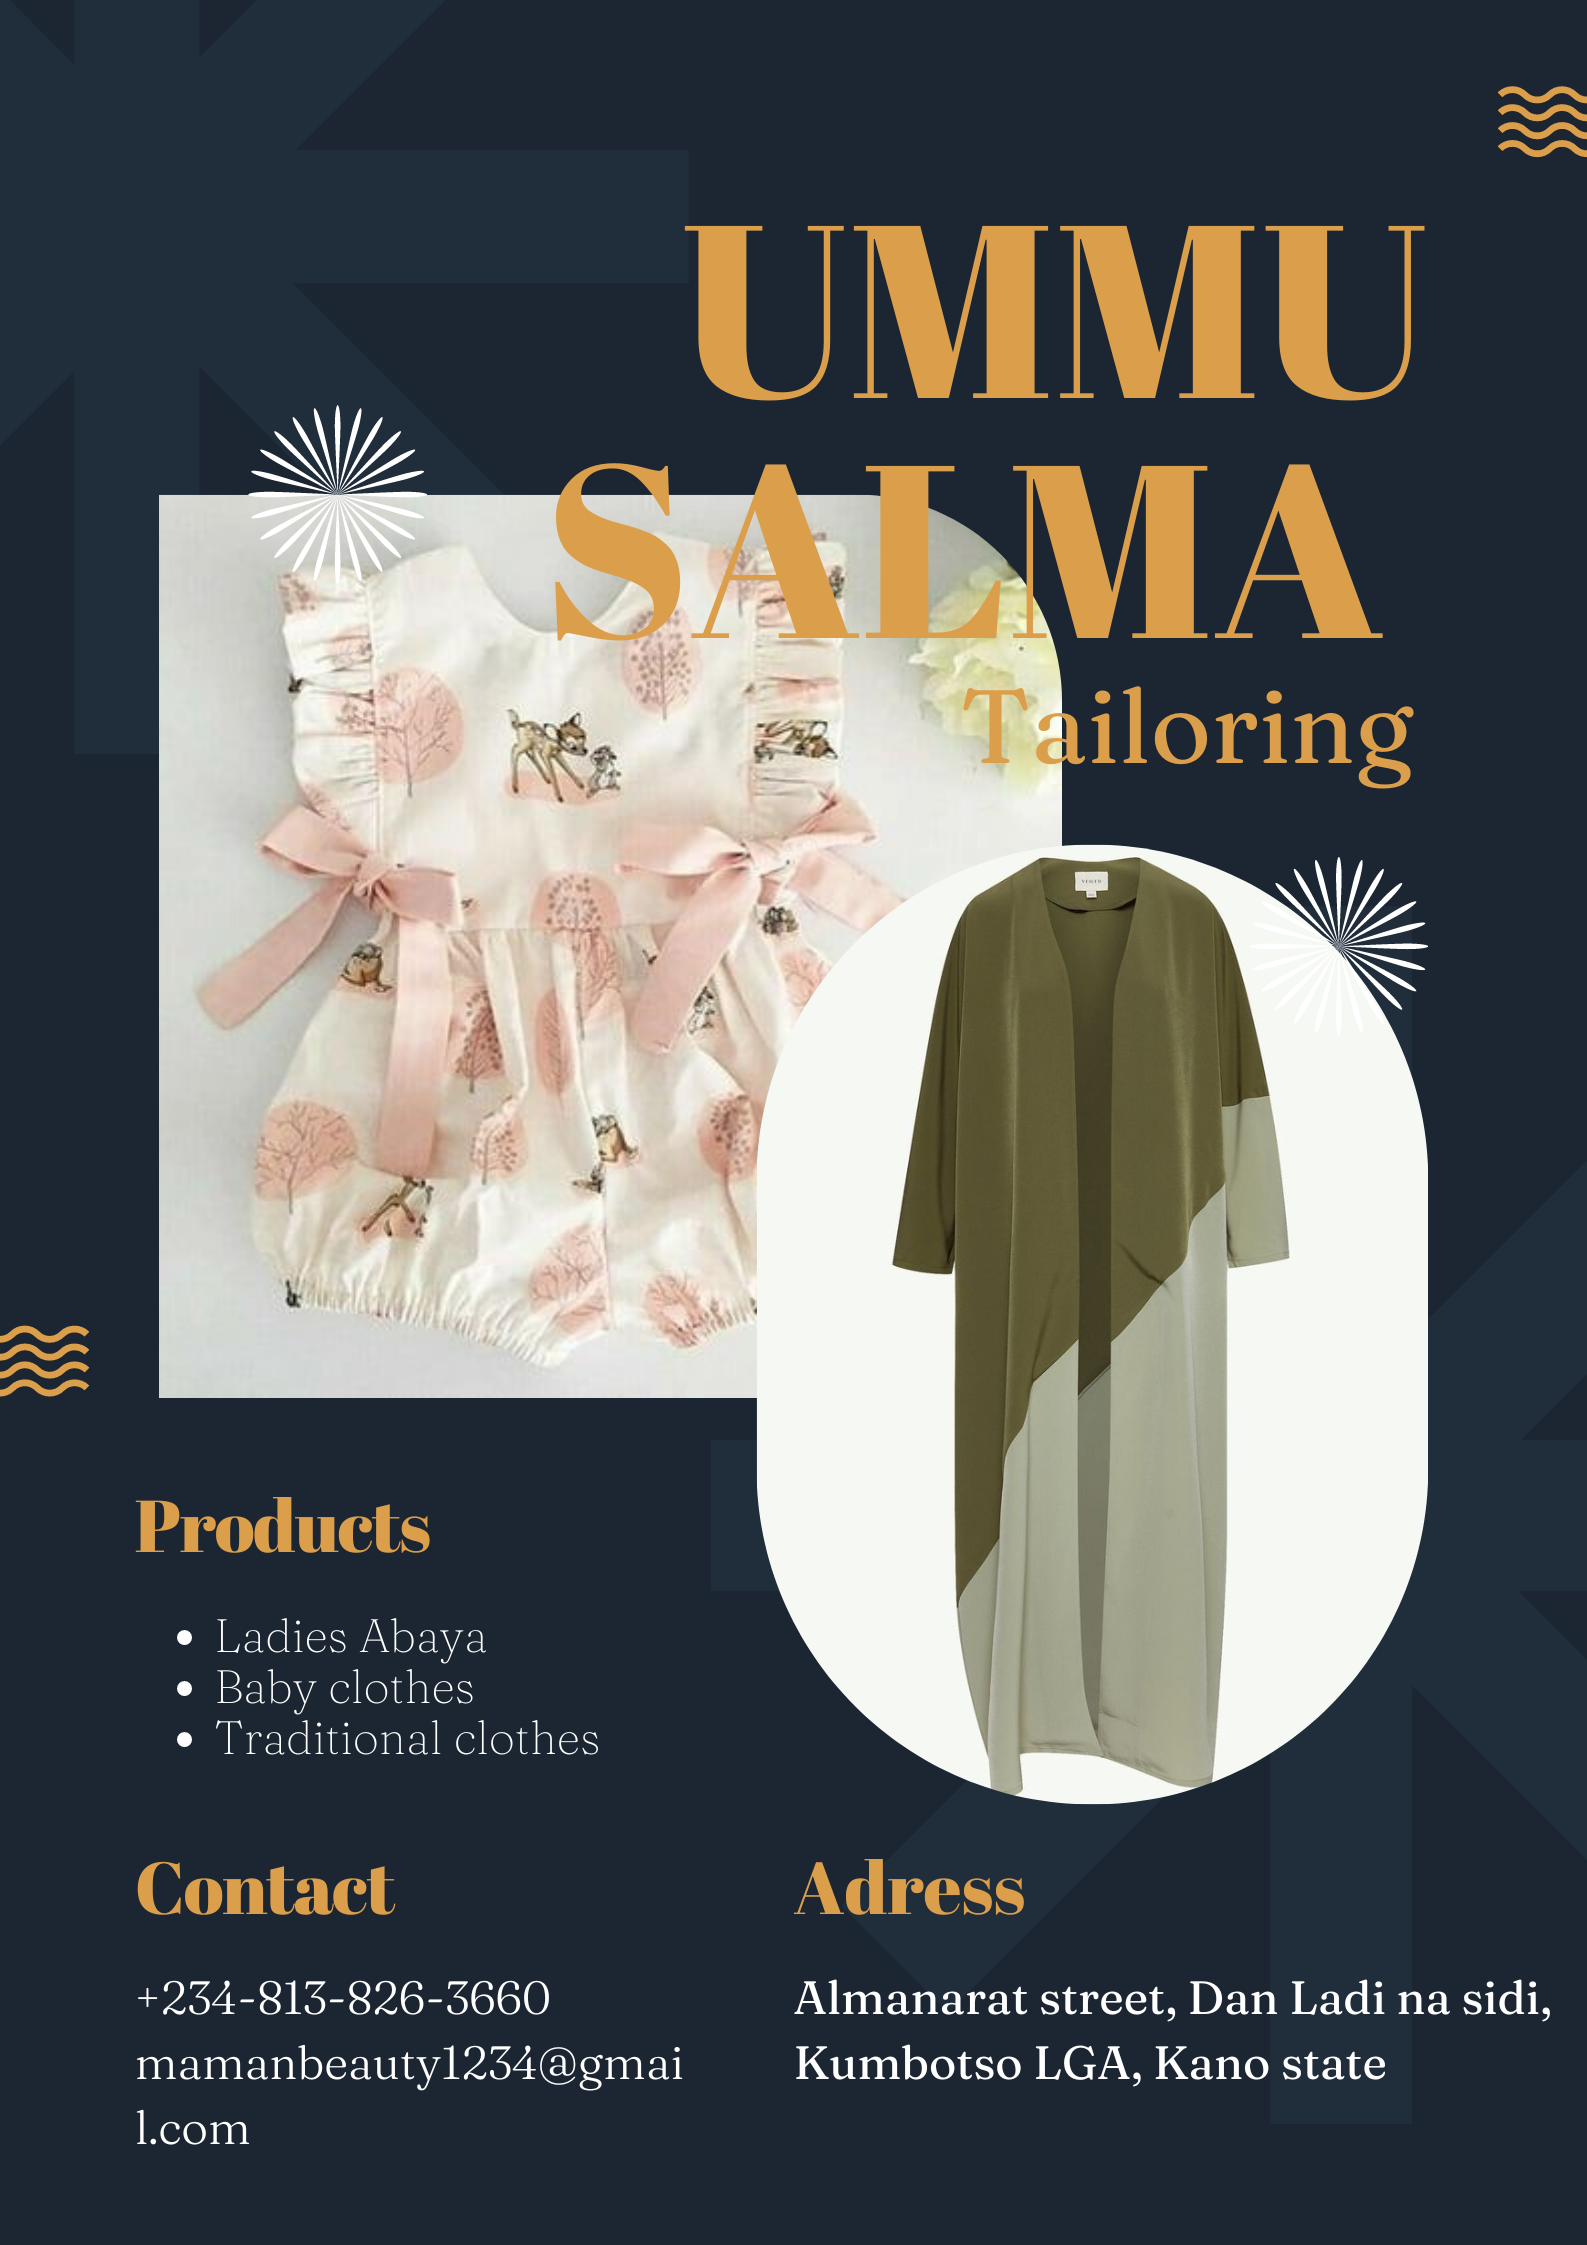 UMMU
SALMA
Tailoring
Products
• Ladies Abaya
• Baby clothes
• Traditional clothes
Contact
+234-813-826-3660
mamanbeauty1234@gmai
l.com
Adress
Almanarat street, Dan Ladi na sidi,
Kumbotso LGA, Kano state